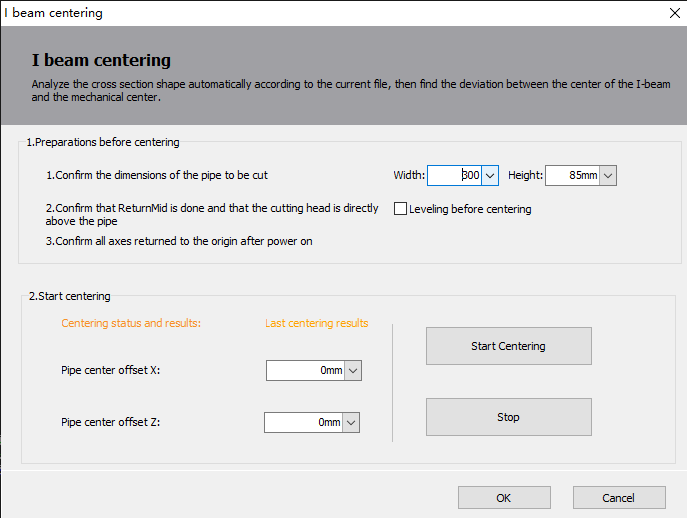 I beam centering
I beam centering
Analyze the cross section shape automatically according to the current file, then find the deviation between the center of the I-beam
and the mechanical center.
1.Preparations before centering
1.Confirm the dimensions of the pipe to be cut
Width: 300
Height: 85mm
2.Confirm that ReturnMid is done and that the cutting head is directly
above the pipe
Leveling before centering
3.Confirm all axes returned to the origin after power on
2.Start centering
Centering status and results:
Last centering results
Pipe center offset X:
0mm
Start Centering
Pipe center offset Z:
0mm
Stop
OK
Cancel